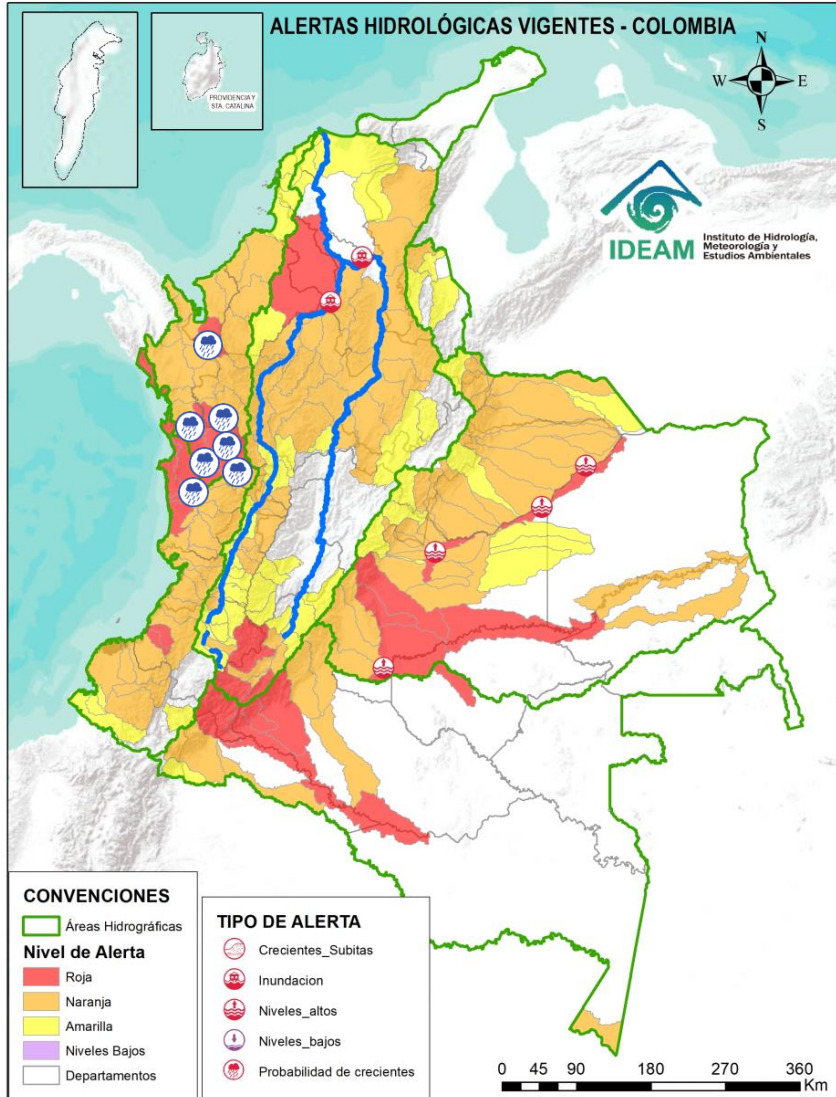 ALERTAS HIDROLÓGICAS VIGENTES - COLOMBIA
PROVIDENCIA Y
STA. CATALINA
N
W
E
S
IDEAM
Instituto de Hidrología,
Meteorología y
Estudios Ambientales
CONVENCIONES
Áreas Hidrográficas
Nivel de Alerta
Roja
Naranja
Amarilla
Niveles Bajos
Departamentos
TIPO DE ALERTA
Crecientes_Subitas
Inundacion
Niveles_altos
Niveles_bajos
Probabilidad de crecientes
0 45 90 180 270 360
Km